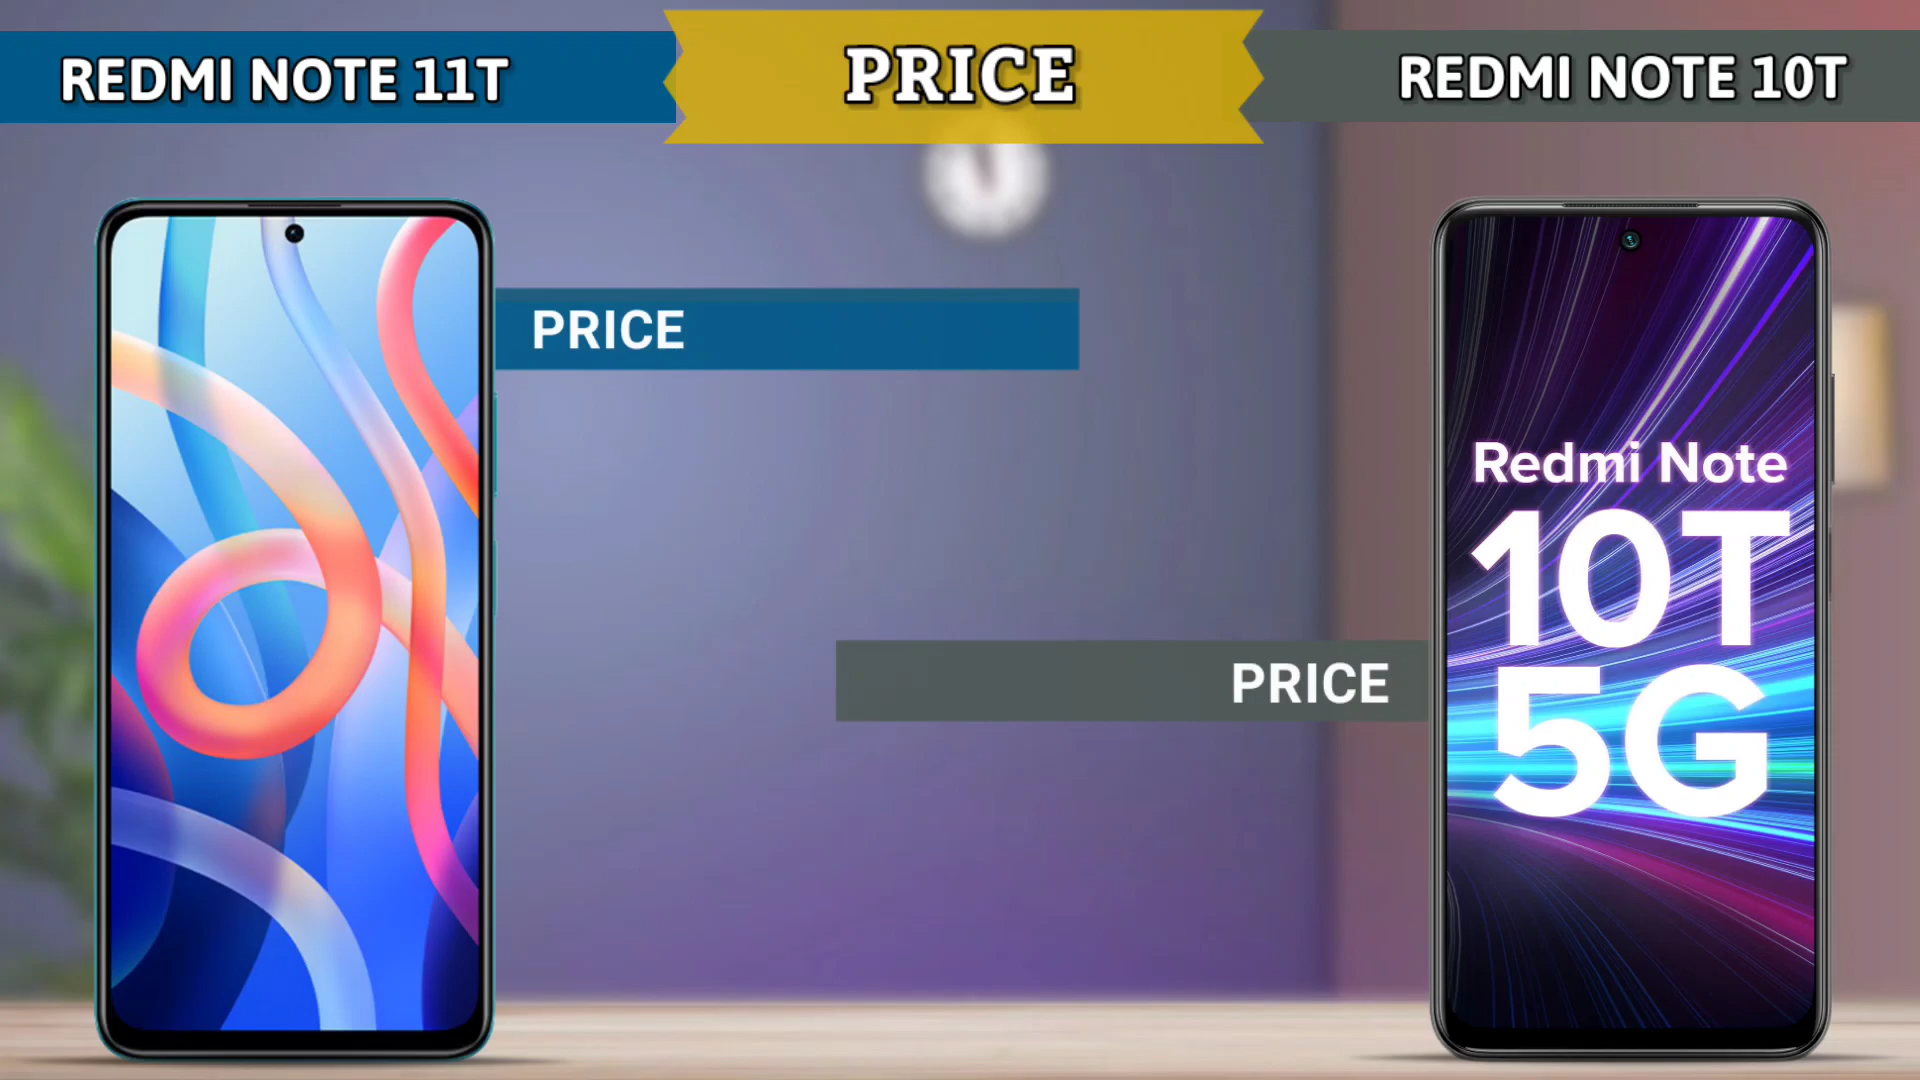 REDMI NOTE 11T
PRICE
REDMI NOTE 10T
PRICE
PRICE
Redmi Note
10T
5G